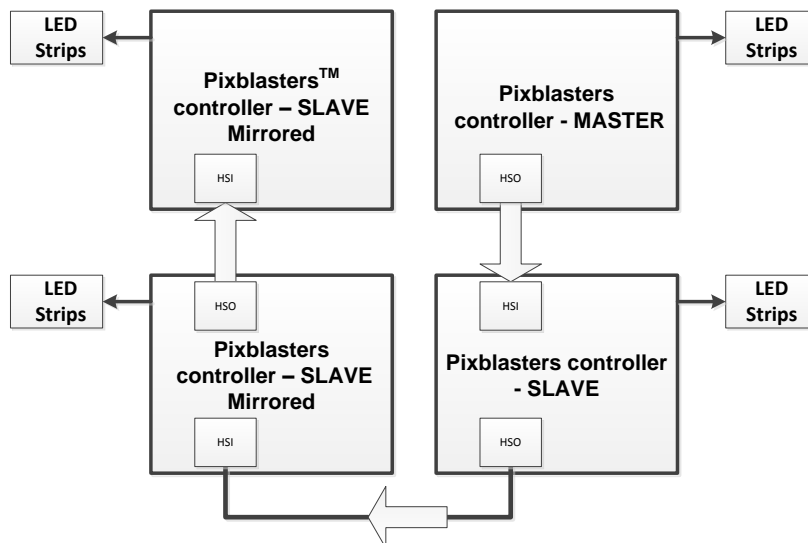 LED
Strips
Pixblasters™
controller – SLAVE
Mirrored
HSI
Pixblasters
controller - MASTER
HSO
LED
Strips
LED
Strips
HSO
Pixblasters
controller – SLAVE
Mirrored
HSI
HSI
Pixblasters controller
- SLAVE
HSO
LED
Strips